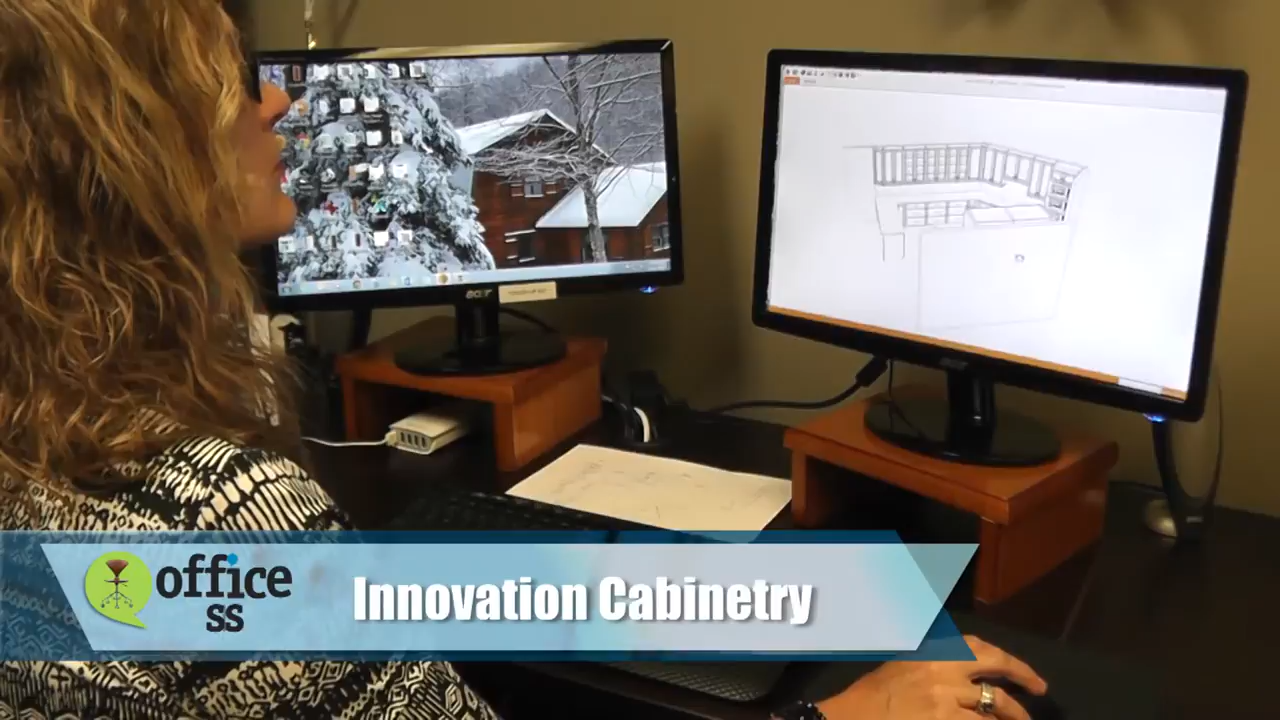 acer
office
ss
Innovation Cabinetry